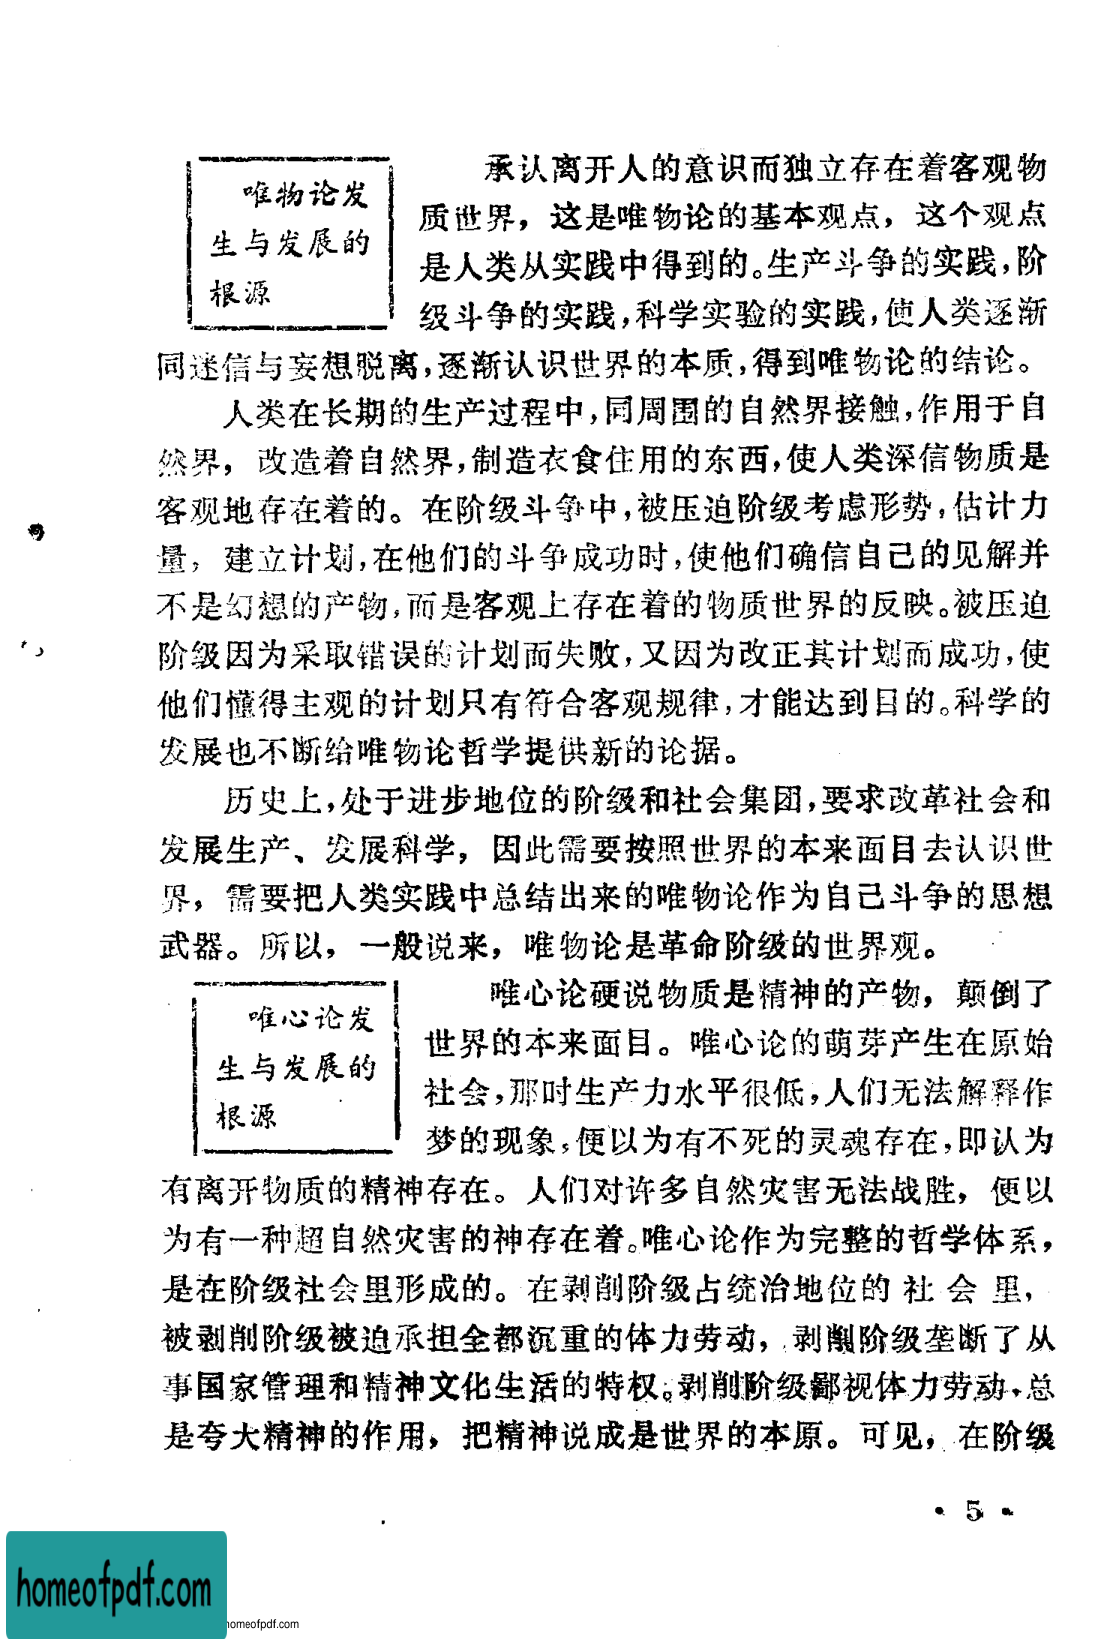 唯物论发
生与发展的
根源
承认离开人的意识而独立存在着客观物
质世界，这是唯物论的基本观点，这个观点
是人类从实践中得到的。生产斗争的实践，阶
级斗争的实践，科学实验的实践，使人类逐渐
同迷信与妄想脱离，逐渐认识世界的本质，得到唯物论的结论。
人类在长期的生产过程中，同周围的自然界接触，作用于自
然界，改造着自然界，制造衣食住用的东西，使人类深信物质是
客观地存在着的。在阶级斗争中，被压迫阶级考虑形势，估计力
量，建立计划，在他们的斗争成功时，使他们确信自己的见解并
不是幻想的产物，而是客观上存在着的物质世界的反映。被压迫
阶级因为采取错误的计划而失败，又因为改正其计划而成功，使
他们懂得主观的计划只有符合客观规律，才能达到目的。科学的
发展也不断给唯物论哲学提供新的论据。
历史上，处于进步地位的阶级和社会集团，要求改革社会和
发展生产、发展科学，因此需要按照世界的本来面目去认识世
界，需要把人类实践中总结出来的唯物论作为自己斗争的思想
武器。所以，一般说来，唯物论是革命阶级的世界观。
唯心论发
生与发展的
根源
唯心论硬说物质是精神的产物，颠倒了
世界的本来面目。唯心论的萌芽产生在原始
社会，那时生产力水平很低，人们无法解释作
梦的现象，便以为有不死的灵魂存在，即认为
有离开物质的精神存在。人们对许多自然灾害无法战胜，便以
为有一种超自然灾害的神存在着。唯心论作为完整的哲学体系，
是在阶级社会里形成的。在剥削阶级占统治地位的社会里，
被剥削阶级被迫承担全部沉重的体力劳动，剥削阶级垄断了从
事国家管理和精神文化生活的特权。剥削阶级鄙视体力劳动，总
是夸大精神的作用，把精神说成是世界的本原。可见，在阶级
• 5 •
homeofpdf.com
homeofpdf.com